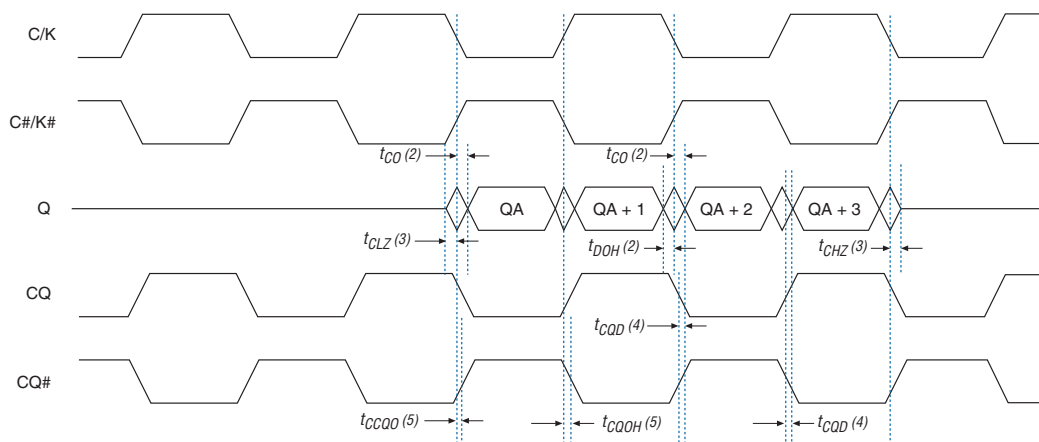 C/K
C#/K#
tCO (2) tCO (2)
Q QA QA + 1 QA + 2 QA + 3
tCLZ (3) tDOH (2) tCHZ (3)
CQ
tCQD (4)
CQ#
tCCQO (5) tCQOH (5) tCQD (4)